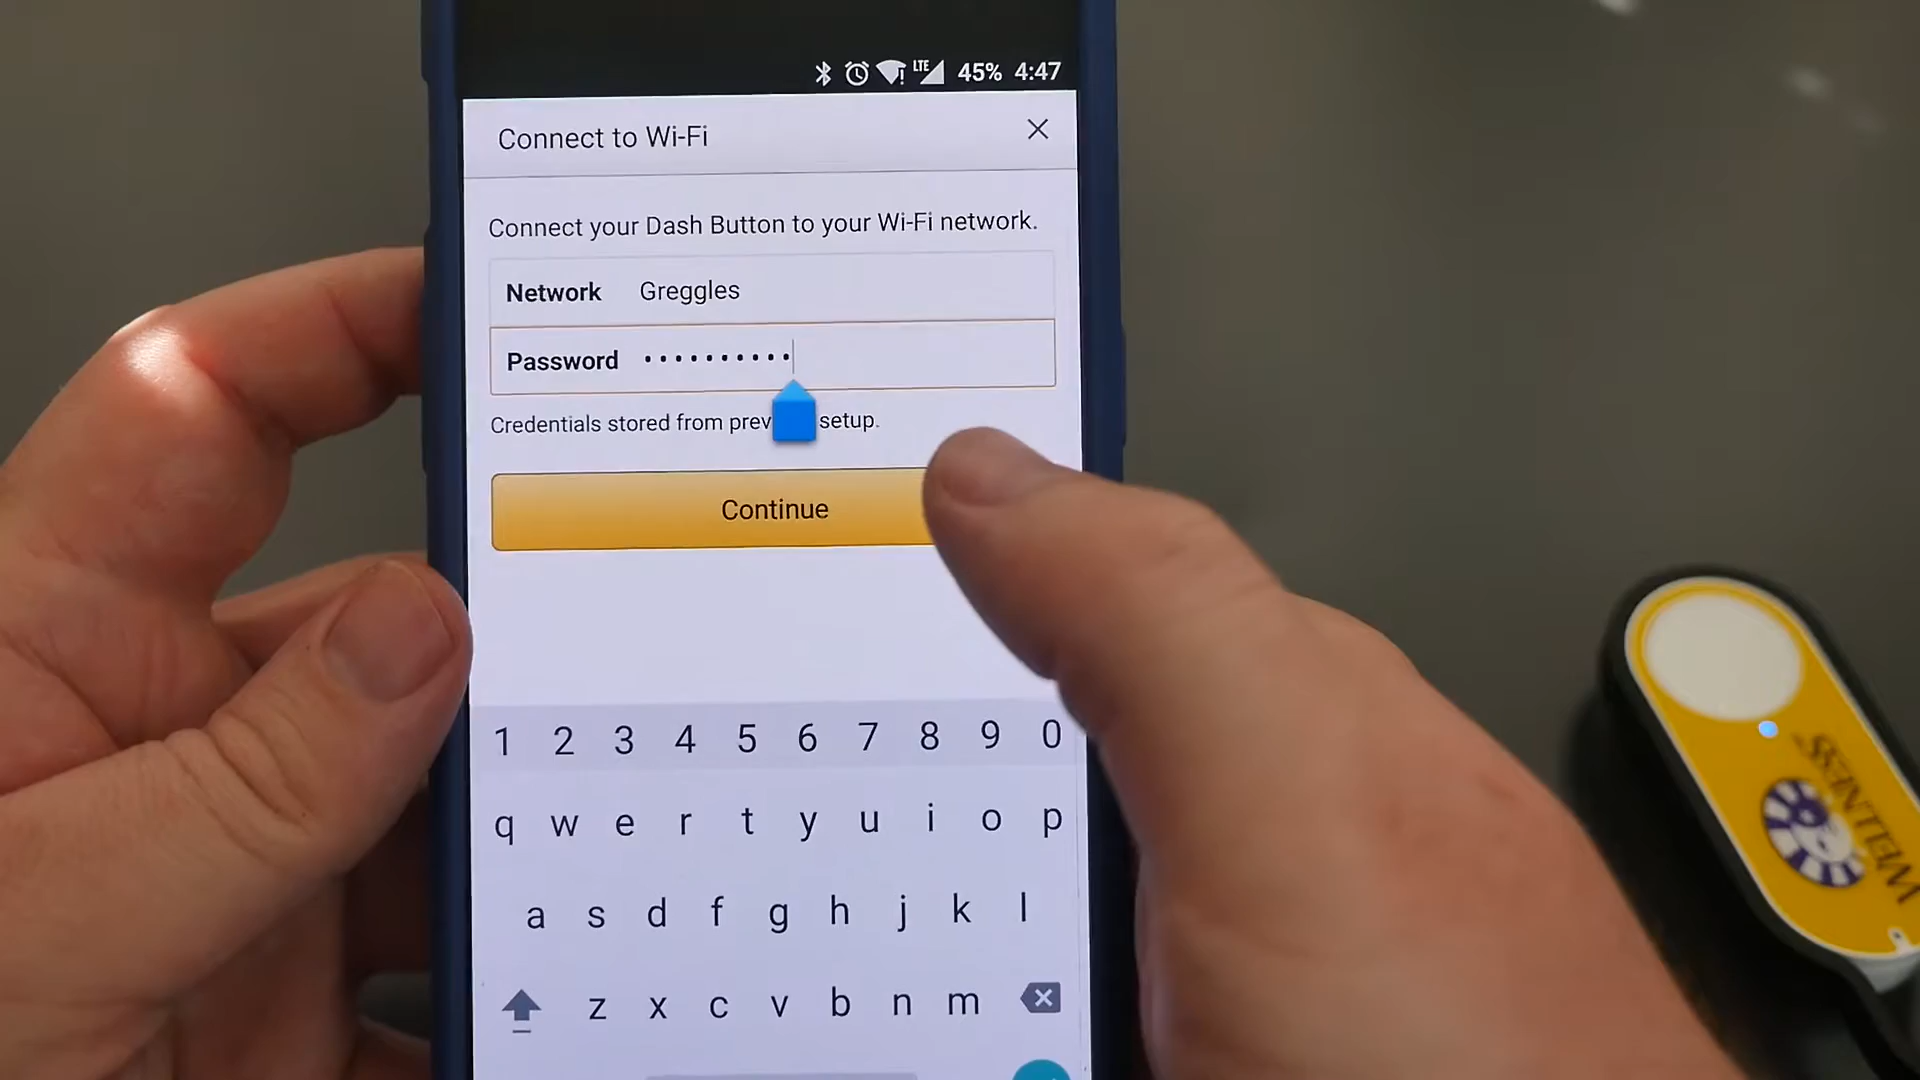 LTE 45% 4:47
Connect to Wi-Fi
Connect your Dash Button to your Wi-Fi network.
Network Greggles
Password ••••••••••
Credentials stored from prev setup.
Continue
1 2 3 4 5 6 7 8 9 0
q w e r t y u i o p
a s d f g h j k l
z x c v b n m
WELLNESS